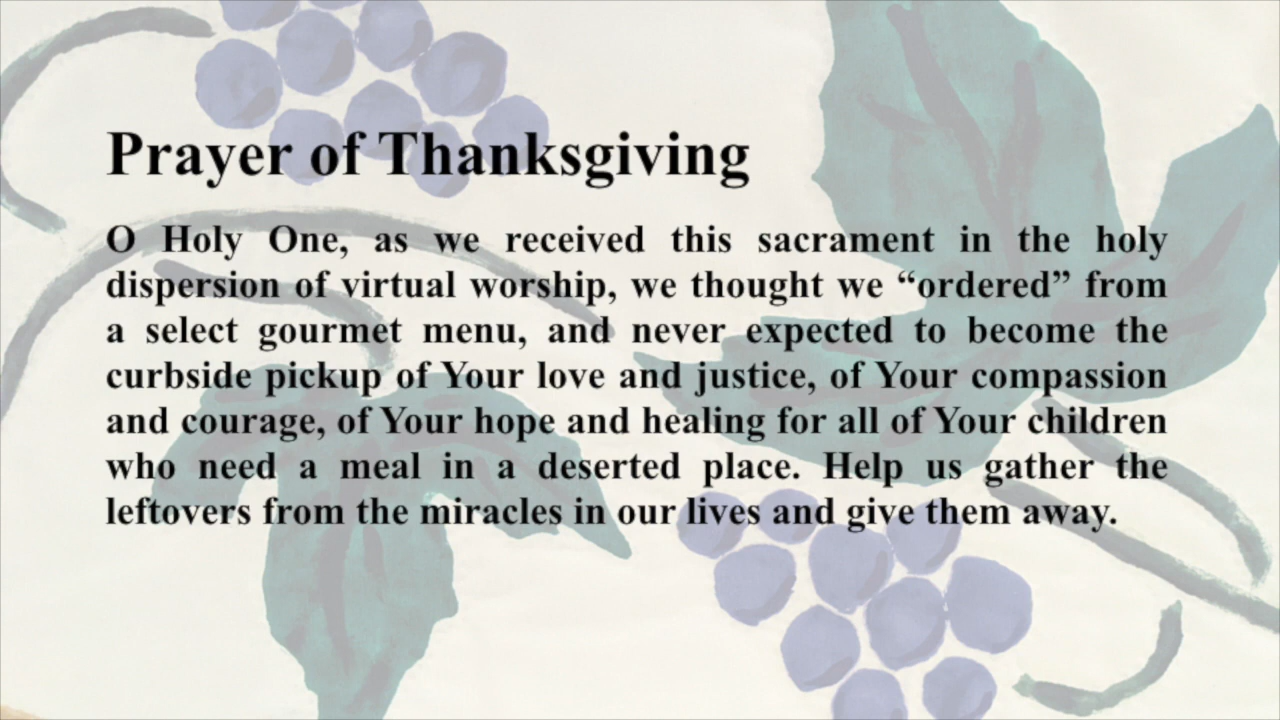 Prayer of Thanksgiving
O Holy One, as we received this sacrament in the holy
dispersion of virtual worship, we thought we “ordered” from
a select gourmet menu, and never expected to become the
curbside pickup of Your love and justice, of Your compassion
and courage, of Your hope and healing for all of Your children
who need a meal in a deserted place. Help us gather the
leftovers from the miracles in our lives and give them away.